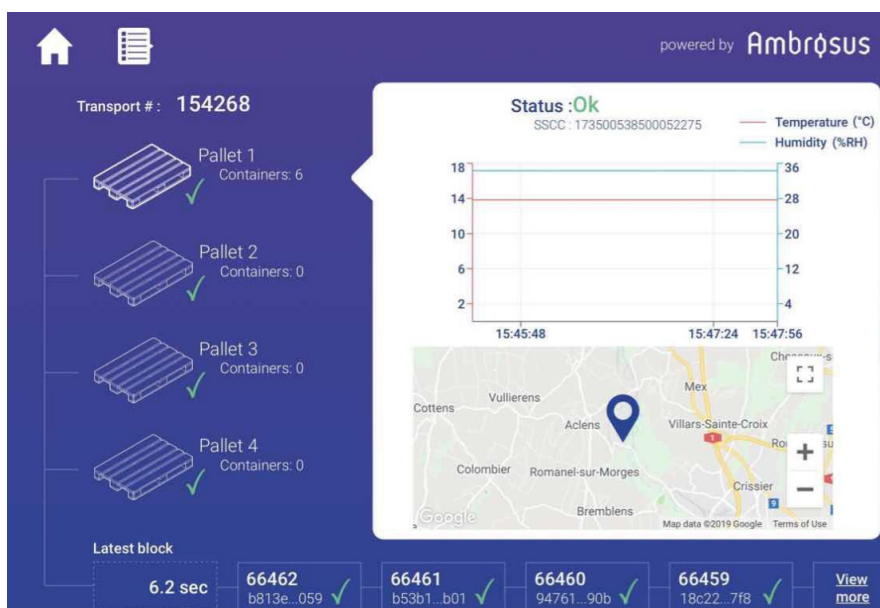 powered by Ambrosus
Transport # : 154268
Pallet 1
Containers: 6
Pallet 2
Containers: 0
Pallet 3
Containers: 0
Pallet 4
Containers: 0
Status :Ok
SSCC : 173500538500052275
Temperature (°C)
Humidity (%RH)
18
14
10
6
2
36
28
20
12
4
15:45:48
15:47:24
15:47:56
Vullierens
Cottens
Mex
Aclens
Villars-Sainte-Croix
1
Colombier
Romanel-sur-Morges
Crissier
9
Bremblens
Google
Map data ©2019 Google
Terms of Use
Latest block
6.2 sec
66462
b813e...059
66461
b53b1...b01
66460
94761...90b
66459
18c22...7f8
View
more